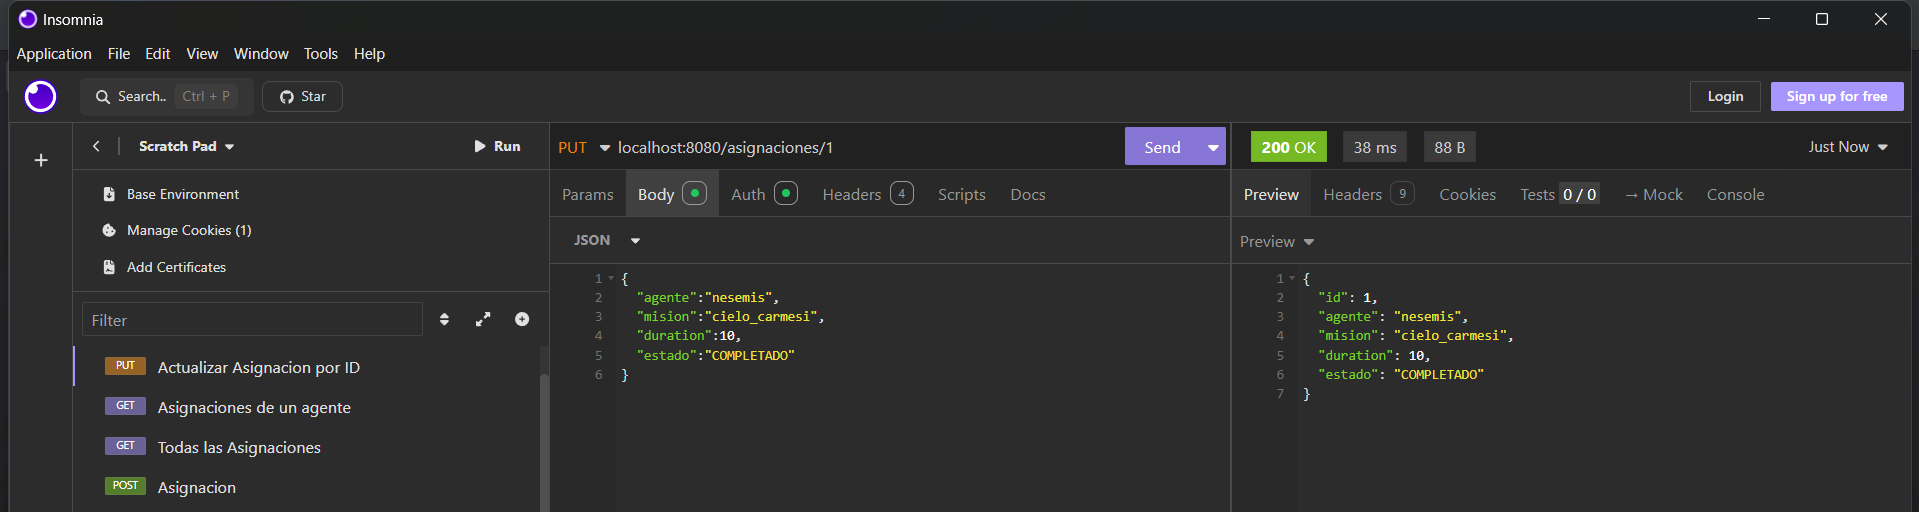 Insomnia
Application File Edit View Window Tools Help
Search.. Ctrl + P Star Login Sign up for free
Scratch Pad Run
Base Environment
Manage Cookies (1)
Add Certificates
Filter
PUT Actualizar Asignacion por ID
GET Asignaciones de un agente
GET Todas las Asignaciones
POST Asignacion
PUT localhost:8080/asignaciones/1 Send
Params Body Auth Headers 4 Scripts Docs
JSON
1 {
2 "agente":"nesemis",
3 "mision":"cielo_carmesi",
4 "duration":10,
5 "estado":"COMPLETADO"
6 }
200 OK 38 ms 88 B Just Now
Preview Headers 9 Cookies Tests 0 / 0 → Mock Console
Preview
1 {
2 "id": 1,
3 "agente": "nesemis",
4 "mision": "cielo_carmesi",
5 "duration": 10,
6 "estado": "COMPLETADO"
7 }